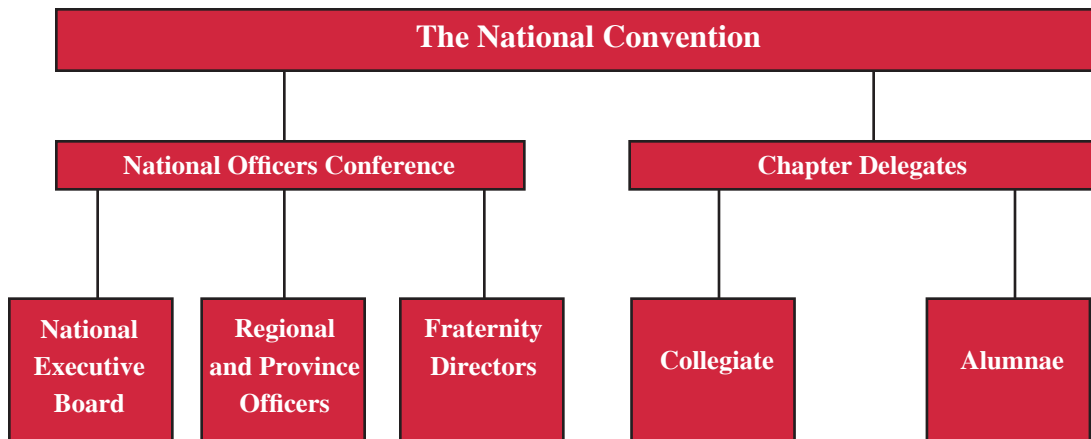 The National Convention
National Officers Conference
Chapter Delegates
National
Executive
Board
Regional
and Province
Officers
Fraternity
Directors
Collegiate
Alumnae